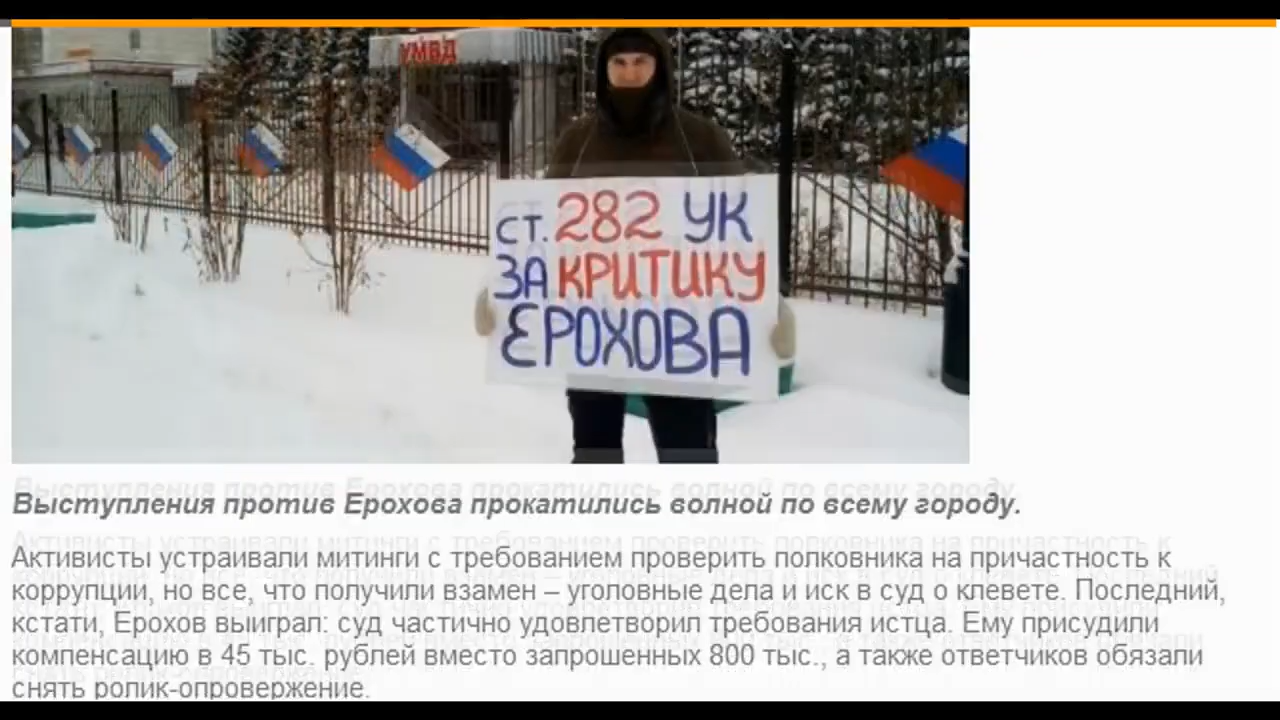 УМВД
СТ. 282 УК
ЗА КРИТИКУ
ЕРОХОВА
Выступления против Ерохова прокатились волной по всему городу.
Активисты устраивали митинги с требованием проверить полковника на причастность к
коррупции, но все, что получили взамен – уголовные дела и иск в суд о клевете. Последний,
кстати, Ерохов выиграл: суд частично удовлетворил требования истца. Ему присудили
компенсацию в 45 тыс. рублей вместо запрошенных 800 тыс., а также ответчиков обязали
снять ролик-опровержение.